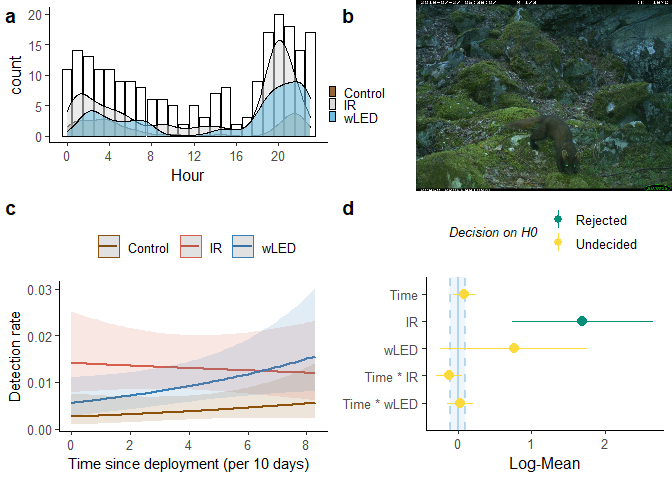 a
count
20
15
10
5
0
0
4
8
12
16
20
Hour
Control
IR
wLED
b
c
Control
IR
wLED
Detection rate
0.03
0.02
0.01
0.00
0
2
4
6
8
Time since deployment (per 10 days)
d
Decision on H0
Rejected
Undecided
Time
IR
wLED
Time * IR
Time * wLED
0
1
2
Log-Mean